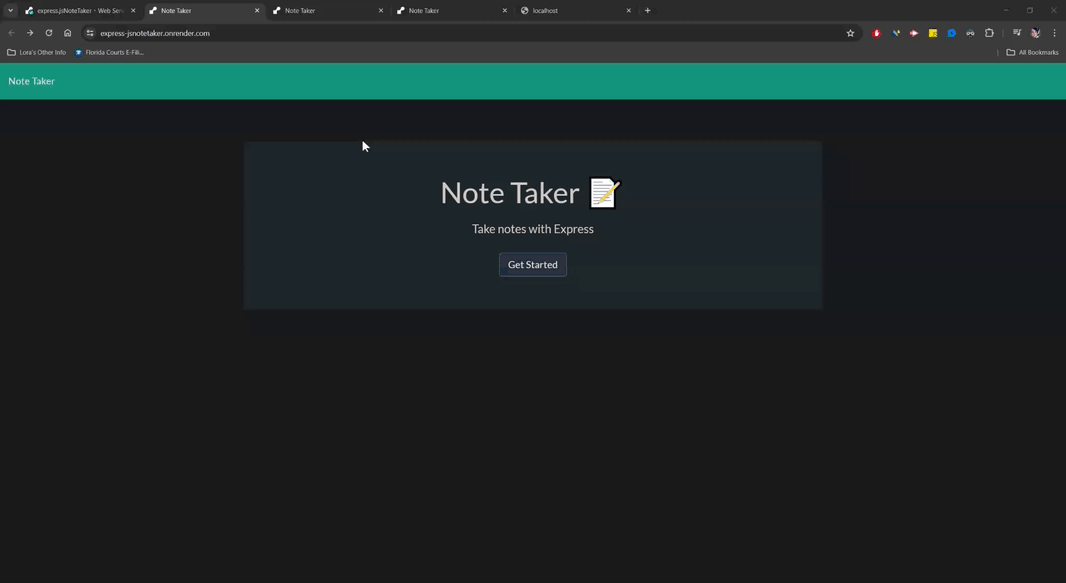 express.jsNoteTaker · Web Serv
Note Taker
Note Taker
Note Taker
localhost
express-jsnotetaker.onrender.com
Lora's Other Info
Florida Courts E-Fili...
All Bookmarks
Note Taker
Note Taker
Take notes with Express
Get Started